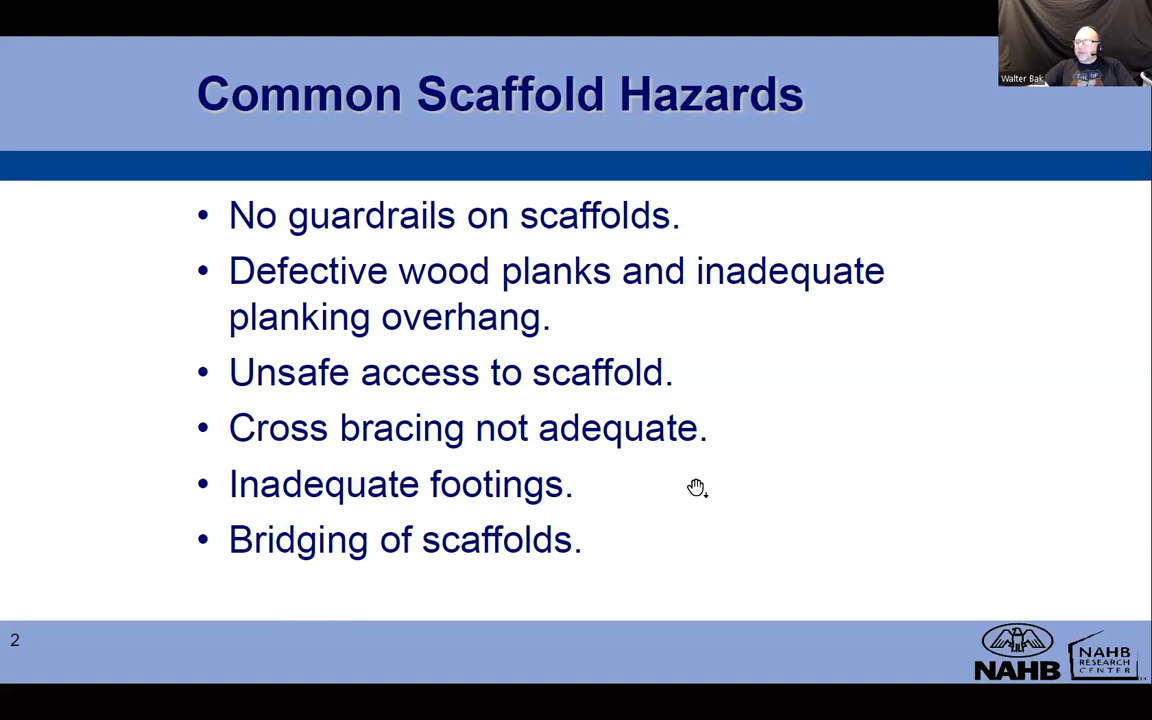 Common Scaffold Hazards
Walter Bak
• No guardrails on scaffolds.
• Defective wood planks and inadequate
planking overhang.
• Unsafe access to scaffold.
• Cross bracing not adequate.
• Inadequate footings.
• Bridging of scaffolds.
2
NAHB
NAHB
RESEARCH
CENTER